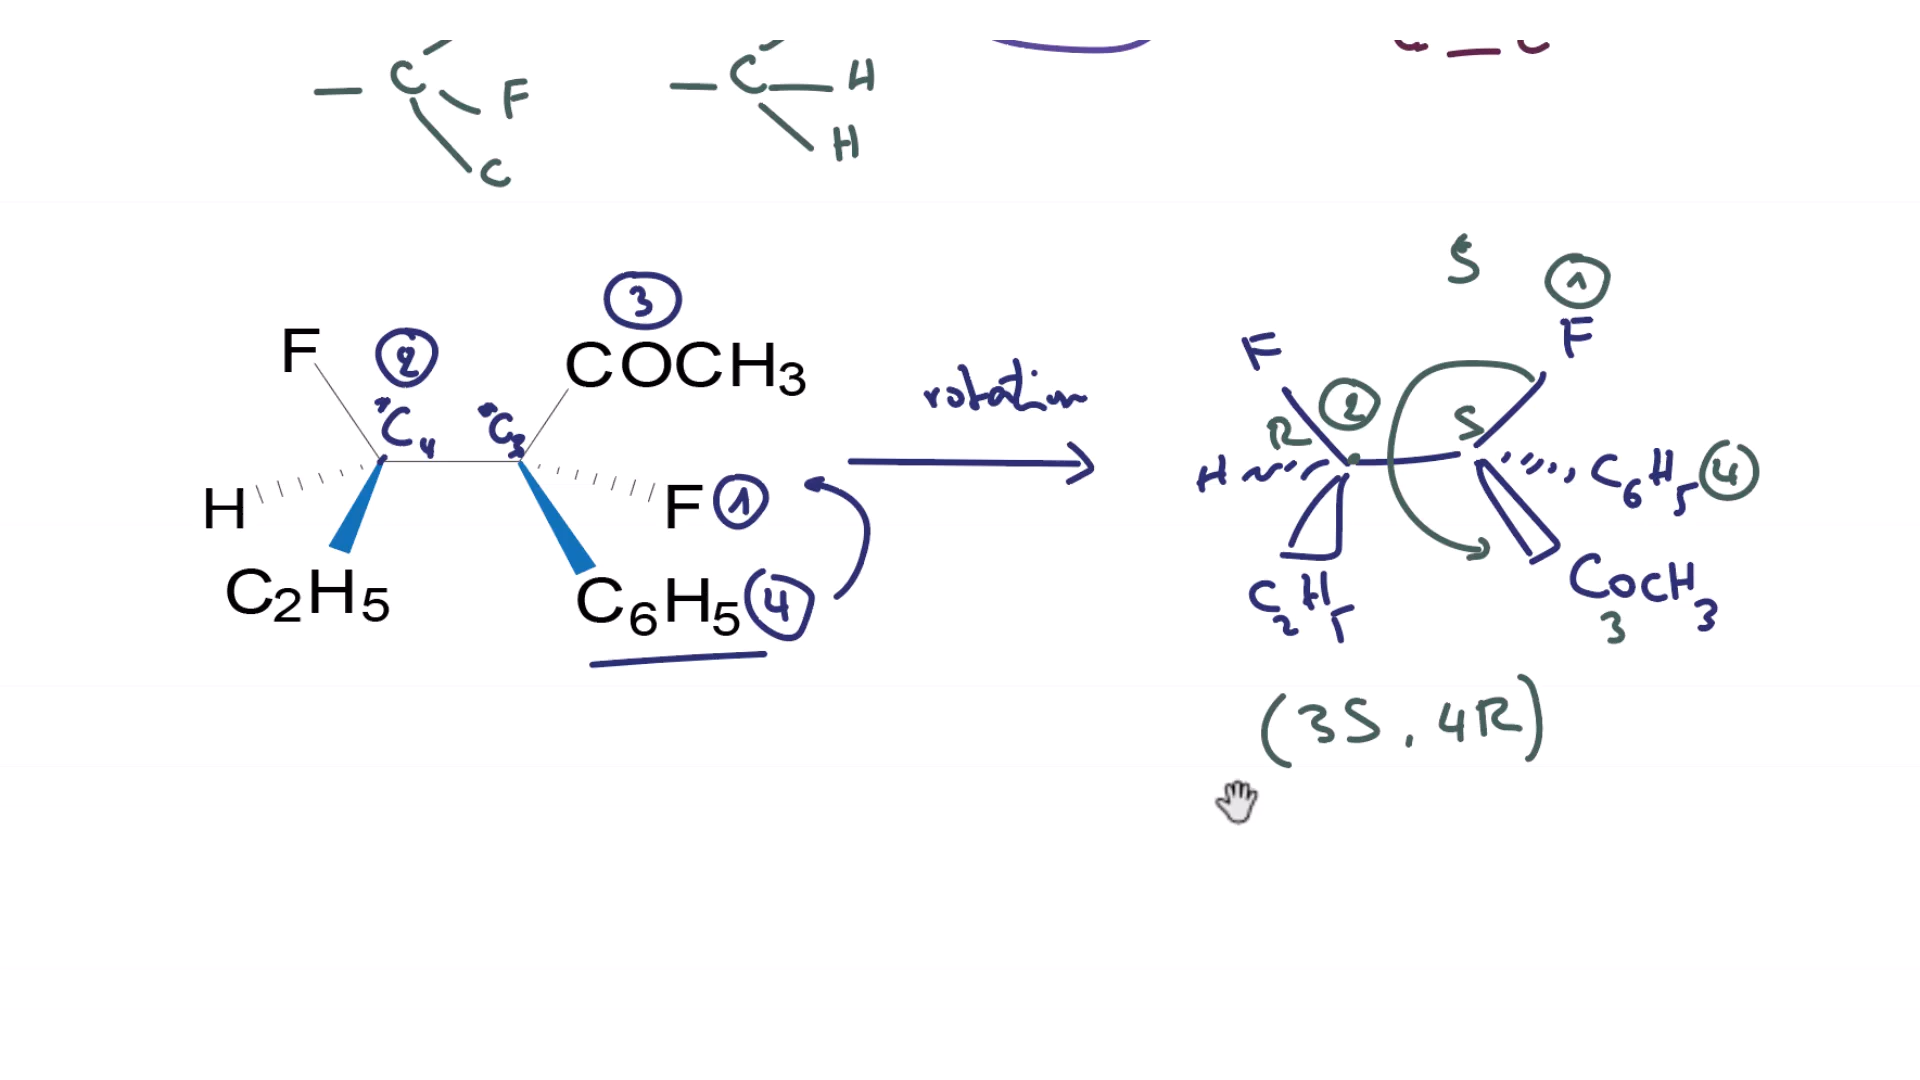 C F C
C H H
F ② C₄ H C₂H₅
C₃ ③ COCH₃ F ① C₆H₅ ④
rotation
S
F R ② H C₂H₅
S ① F C₆H₅ ④ COCH₃ 3
(3S, 4R)